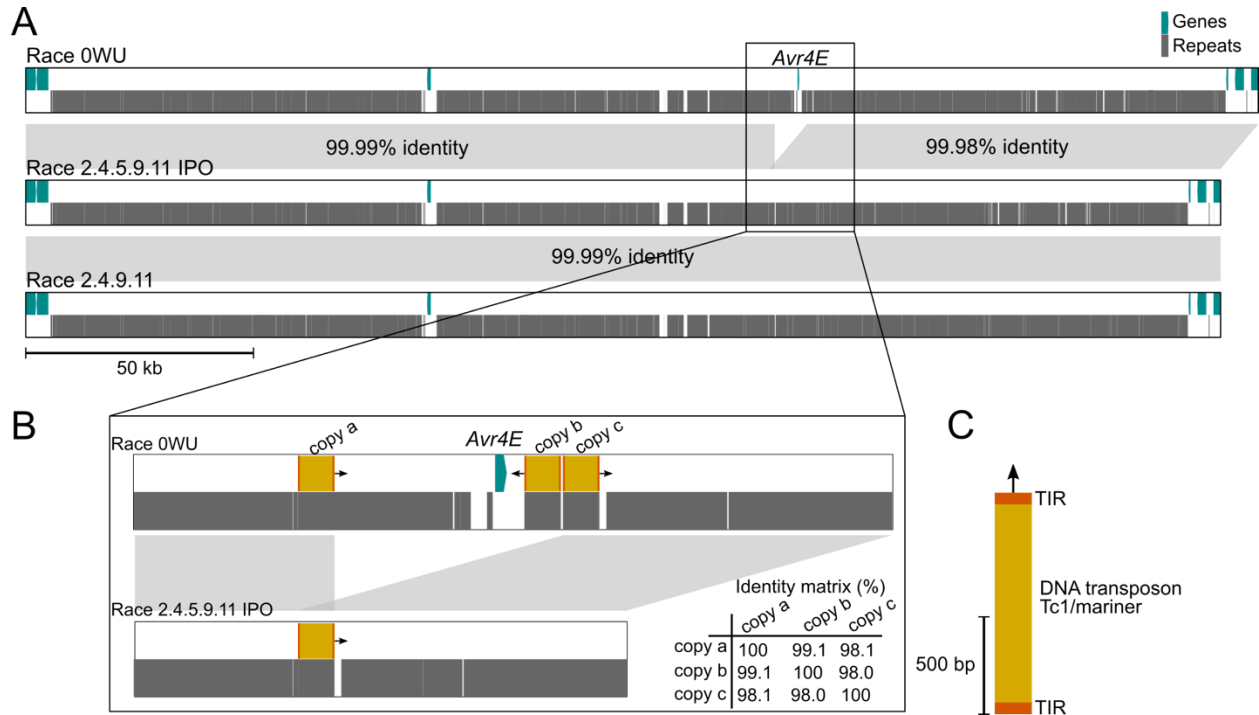 A
Genes
Repeats
Race 0WU
Avr4E
99.99% identity
99.98% identity
Race 2.4.5.9.11 IPO
99.99% identity
Race 2.4.9.11
50 kb
B
Race 0WU
copy a
Avr4E
copy b
copy c
Race 2.4.5.9.11 IPO
Identity matrix (%)
copy a copy b copy c
copy a 100 99.1 98.1
copy b 99.1 100 98.0
copy c 98.1 98.0 100
C
TIR
DNA transposon
Tc1/mariner
500 bp
TIR